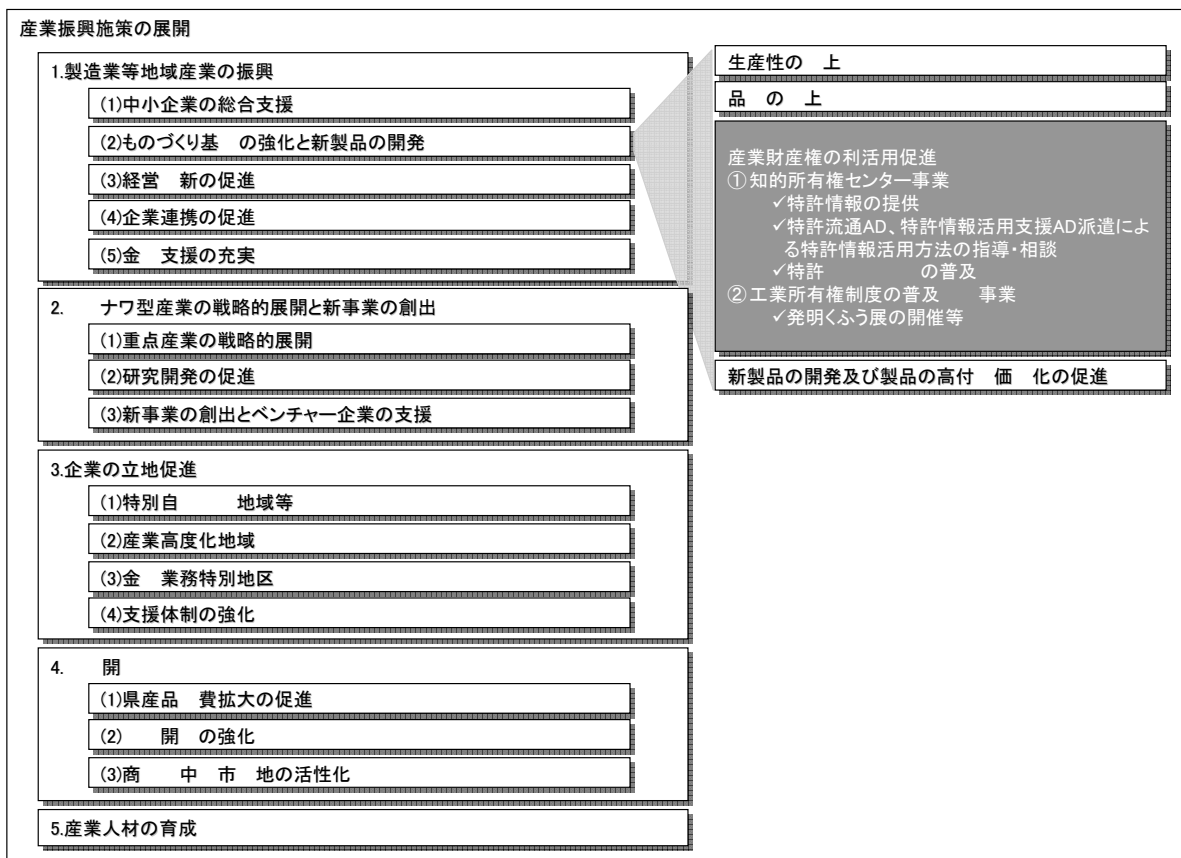 産業振興施策の展開
1.製造業等地域産業の振興
(1)中小企業の総合支援
(2)ものづくり基 の強化と新製品の開発
(3)経営 新の促進
(4)企業連携の促進
(5)金 支援の充実
2. ナワ型産業の戦略的展開と新事業の創出
(1)重点産業の戦略的展開
(2)研究開発の促進
(3)新事業の創出とベンチャー企業の支援
3.企業の立地促進
(1)特別自 地域等
(2)産業高度化地域
(3)金 業務特別地区
(4)支援体制の強化
4. 開
(1)県産品 費拡大の促進
(2) 開 の強化
(3)商 中 市 地の活性化
5.産業人材の育成
生産性の 上
品 の 上
産業財産権の利活用促進
①知的所有権センター事業
✓特許情報の提供
✓特許流通AD、特許情報活用支援AD派遣によ
る特許情報活用方法の指導・相談
✓特許 の普及
②工業所有権制度の普及 事業
✓発明くふう展の開催等
新製品の開発及び製品の高付 価 化の促進